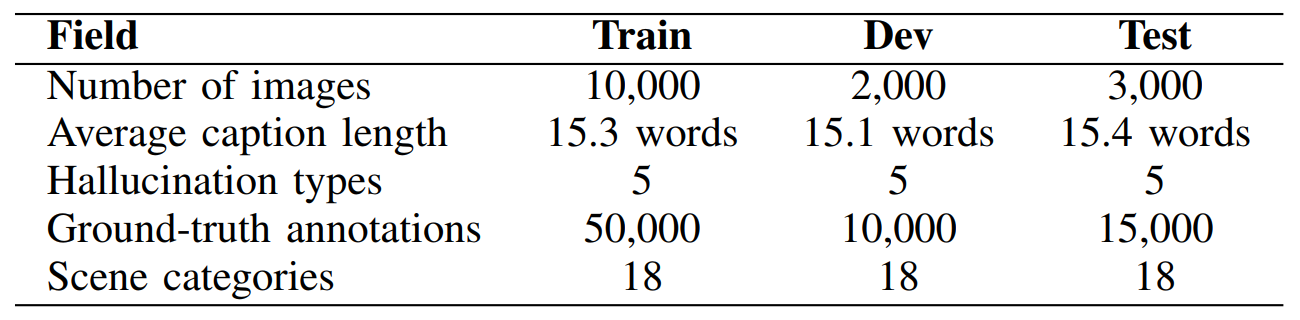 Field Train Dev Test
Number of images 10,000 2,000 3,000
Average caption length 15.3 words 15.1 words 15.4 words
Hallucination types 5 5 5
Ground-truth annotations 50,000 10,000 15,000
Scene categories 18 18 18